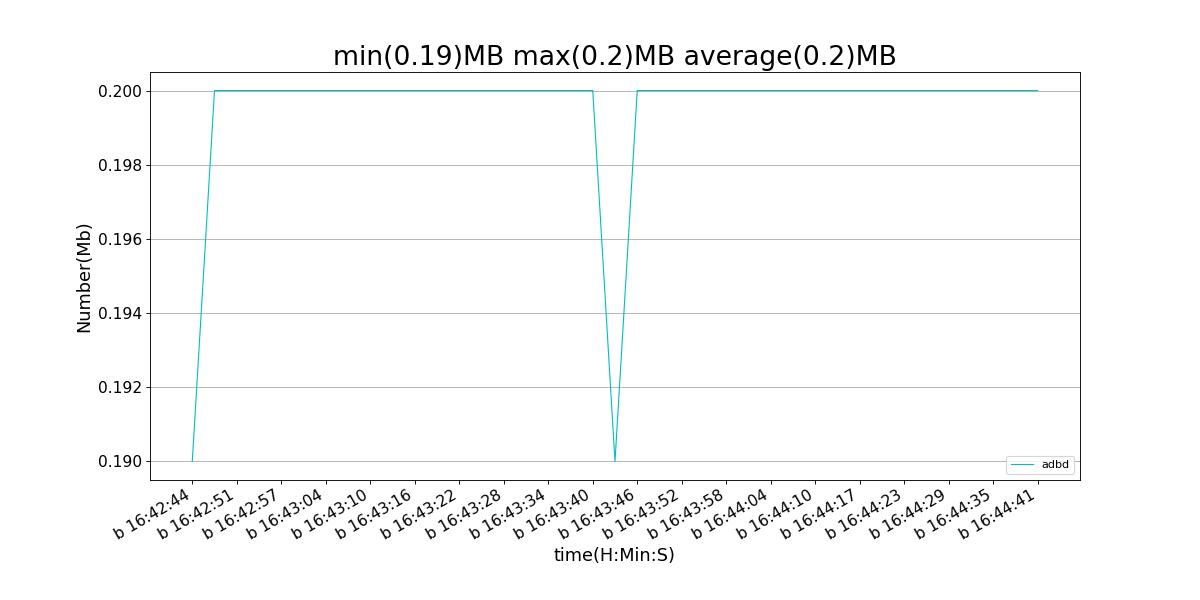 min(0.19)MB max(0.2)MB average(0.2)MB
Number(Mb)
0.200
0.198
0.196
0.194
0.192
0.190
adbd
b 16:42:44
b 16:42:51
b 16:42:57
b 16:43:04
b 16:43:10
b 16:43:16
b 16:43:22
b 16:43:28
b 16:43:34
b 16:43:40
b 16:43:46
b 16:43:52
b 16:43:58
b 16:44:04
b 16:44:10
b 16:44:17
b 16:44:23
b 16:44:29
b 16:44:35
b 16:44:41
time(H:Min:S)